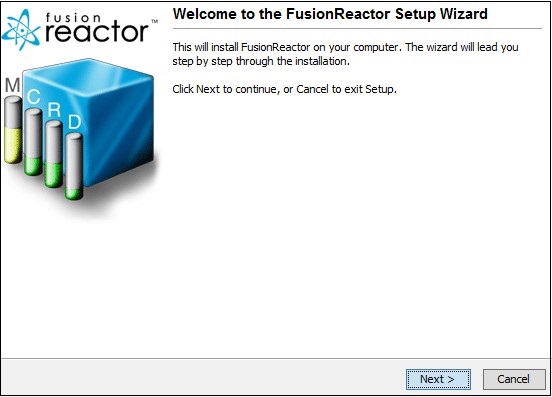 fusion
reactor™
M
C
R
D
Welcome to the FusionReactor Setup Wizard
This will install FusionReactor on your computer. The wizard will lead you
step by step through the installation.
Click Next to continue, or Cancel to exit Setup.
Next >
Cancel